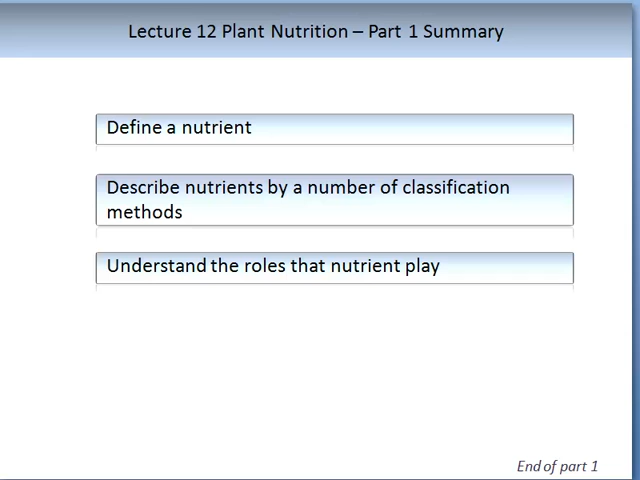 Lecture 12 Plant Nutrition – Part 1 Summary
Define a nutrient
Describe nutrients by a number of classification
methods
Understand the roles that nutrient play
End of part 1